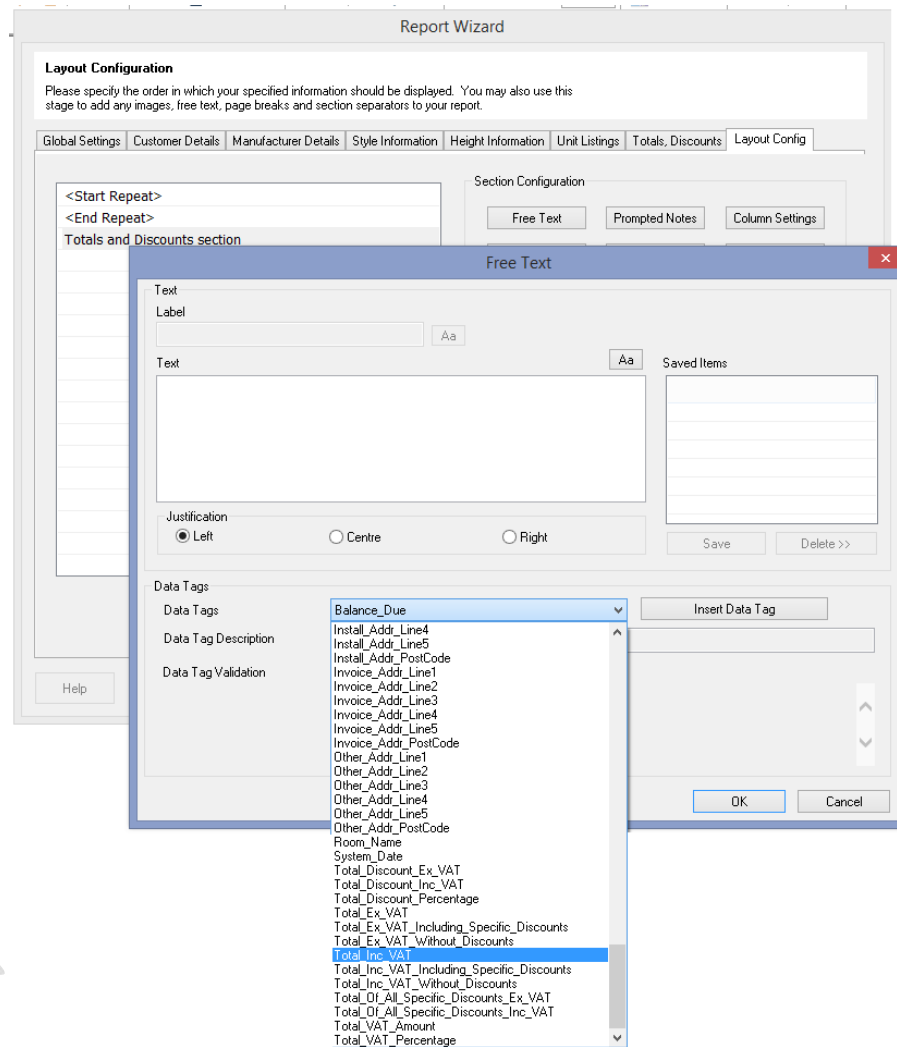 Report Wizard
Layout Configuration
Please specify the order in which your specified information should be displayed. You may also use this
stage to add any images, free text, page breaks and section separators to your report.
Global Settings Customer Details Manufacturer Details Style Information Height Information Unit Listings Totals, Discounts Layout Config
<Start Repeat>
<End Repeat>
Totals and Discounts section
Section Configuration
Free Text Prompted Notes Column Settings
Free Text
Text
Label
Aa
Text
Aa
Saved Items
Justification
Left Centre Right
Save Delete >>
Data Tags
Data Tags Balance_Due Insert Data Tag
Data Tag Description
Data Tag Validation
Install_Addr_Line4
Install_Addr_Line5
Install_Addr_PostCode
Invoice_Addr_Line1
Invoice_Addr_Line2
Invoice_Addr_Line3
Invoice_Addr_Line4
Invoice_Addr_Line5
Invoice_Addr_PostCode
Other_Addr_Line1
Other_Addr_Line2
Other_Addr_Line3
Other_Addr_Line4
Other_Addr_Line5
Other_Addr_PostCode
Room_Name
System_Date
Total_Discount_Ex_VAT
Total_Discount_Inc_VAT
Total_Discount_Percentage
Total_Ex_VAT
Total_Ex_VAT_Including_Specific_Discounts
Total_Ex_VAT_Without_Discounts
Total_Inc_VAT
Total_Inc_VAT_Including_Specific_Discounts
Total_Inc_VAT_Without_Discounts
Total_Of_All_Specific_Discounts_Ex_VAT
Total_Of_All_Specific_Discounts_Inc_VAT
Total_VAT_Amount
Total_VAT_Percentage
Help
OK Cancel